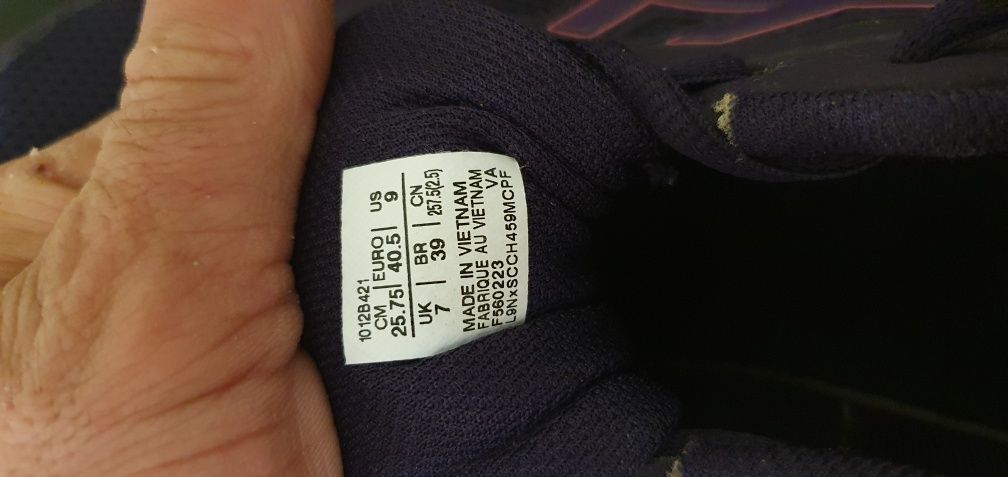 1012B421
CM | EURO | US
25.75 | 40.5 | 9
UK | BR | CN
7 | 39 | 257.5(2.5)
MADE IN VIETNAM
FABRIQUE AU VIETNAM
F560223 VA
L9NxSCCH459MCPF